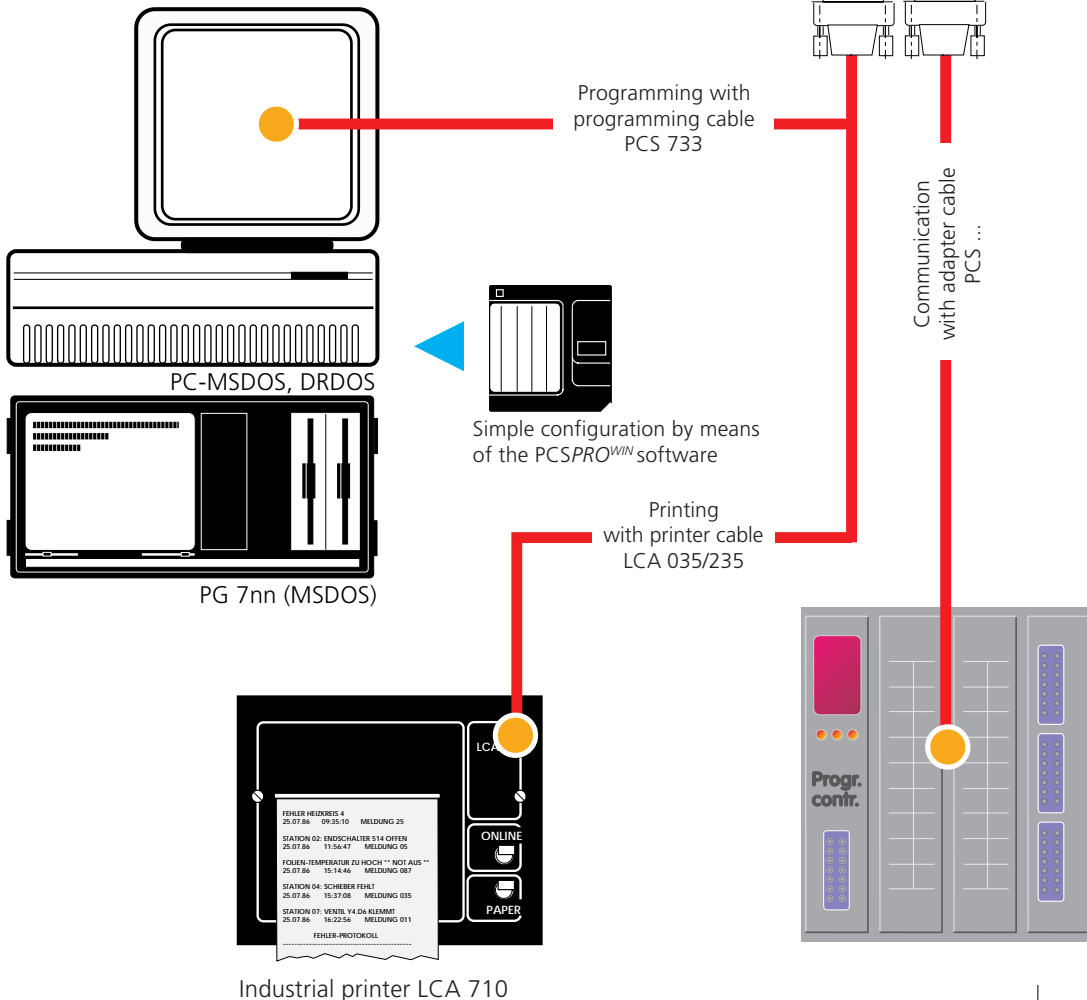 Programming with
programming cable
PCS 733
Communication
with adapter cable
PCS ...
PC-MSDOS, DRDOS
Simple configuration by means
of the PCSPROWIN software
PG 7nn (MSDOS)
Printing
with printer cable
LCA 035/235
LCA
ONLINE
PAPER
FEHLER HEIZKREIS 4
25.07.86 09:35:10 MELDUNG 25
STATION 02: ENDSCHALTER 514 OFFEN
25.07.86 11:56:47 MELDUNG 05
FOLIEN-TEMPERATUR ZU HOCH ** NOT AUS **
25.07.86 15:14:46 MELDUNG 087
STATION 04: SCHIEBER FEHLT
25.07.86 15:37:08 MELDUNG 035
STATION 07: VENTIL Y4.D6 KLEMMT
25.07.86 16:22:56 MELDUNG 011
FEHLER-PROTOKOLL
------------------------------------------------
Progr.
contr.
Industrial printer LCA 710